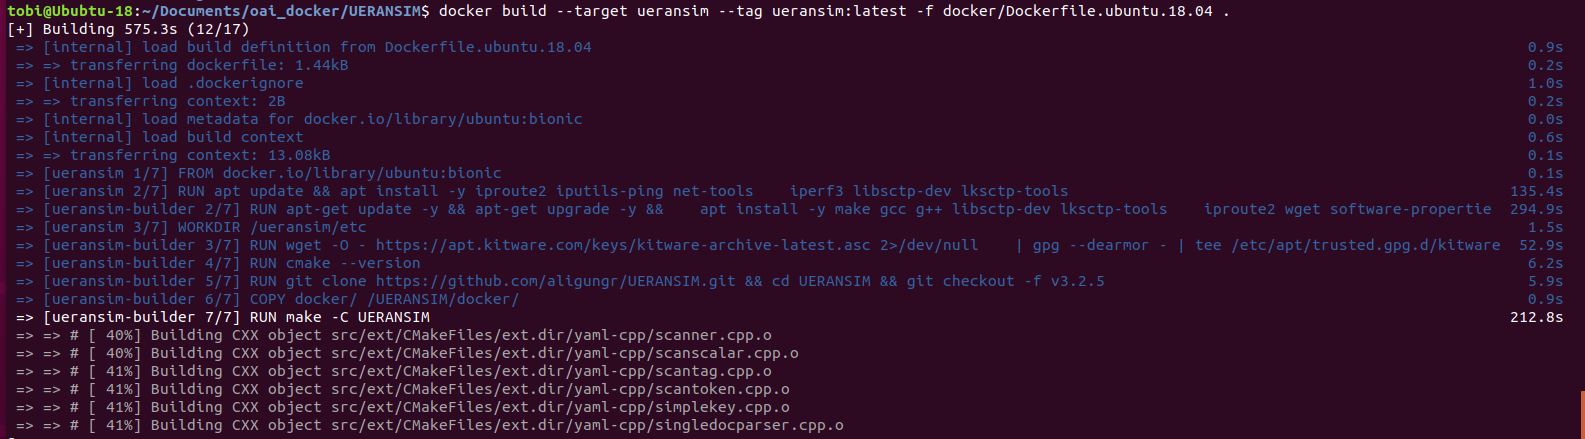 tobi@Ububtu-18:~/Documents/oai_docker/UERANSIM$ docker build --target ueransim --tag ueransim:latest -f docker/Dockerfile.ubuntu.18.04 .
[+] Building 575.3s (12/17)
=> [internal] load build definition from Dockerfile.ubuntu.18.04 0.9s
=> => transferring dockerfile: 1.44kB 0.2s
=> [internal] load .dockerignore 1.0s
=> => transferring context: 2B 0.2s
=> [internal] load metadata for docker.io/library/ubuntu:bionic 0.0s
=> [internal] load build context 0.6s
=> => transferring context: 13.08kB 0.1s
=> [ueransim 1/7] FROM docker.io/library/ubuntu:bionic 0.1s
=> [ueransim 2/7] RUN apt update && apt install -y iproute2 iputils-ping net-tools    iperf3 libsctp-dev lksctp-tools 135.4s
=> [ueransim-builder 2/7] RUN apt-get update -y && apt-get upgrade -y &&    apt install -y make gcc g++ libsctp-dev lksctp-tools    iproute2 wget software-propertie 294.9s
=> [ueransim 3/7] WORKDIR /ueransim/etc 1.5s
=> [ueransim-builder 3/7] RUN wget -O - https://apt.kitware.com/keys/kitware-archive-latest.asc 2>/dev/null    | gpg --dearmor - | tee /etc/apt/trusted.gpg.d/kitware 52.9s
=> [ueransim-builder 4/7] RUN cmake --version 6.2s
=> [ueransim-builder 5/7] RUN git clone https://github.com/aligungr/UERANSIM.git && cd UERANSIM && git checkout -f v3.2.5 5.9s
=> [ueransim-builder 6/7] COPY docker/ /UERANSIM/docker/ 0.9s
=> [ueransim-builder 7/7] RUN make -C UERANSIM 212.8s
=> => # [ 40%] Building CXX object src/ext/CMakeFiles/ext.dir/yaml-cpp/scanner.cpp.o
=> => # [ 40%] Building CXX object src/ext/CMakeFiles/ext.dir/yaml-cpp/scanscalar.cpp.o
=> => # [ 41%] Building CXX object src/ext/CMakeFiles/ext.dir/yaml-cpp/scantag.cpp.o
=> => # [ 41%] Building CXX object src/ext/CMakeFiles/ext.dir/yaml-cpp/scantoken.cpp.o
=> => # [ 41%] Building CXX object src/ext/CMakeFiles/ext.dir/yaml-cpp/simplekey.cpp.o
=> => # [ 41%] Building CXX object src/ext/CMakeFiles/ext.dir/yaml-cpp/singledocparser.cpp.o